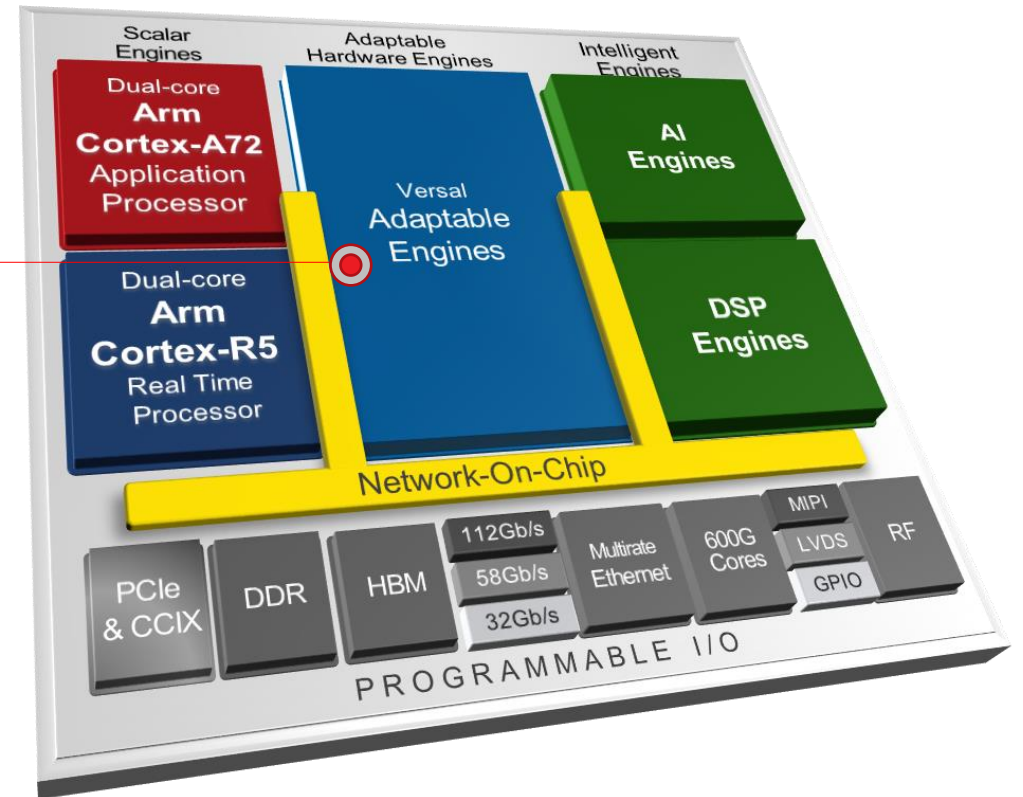 Scalar
Engines
Adaptable
Hardware Engines
Intelligent
Engines
Dual-core
Arm
Cortex-A72
Application
Processor
Versal
Adaptable
Engines
AI
Engines
Dual-core
Arm
Cortex-R5
Real Time
Processor
DSP
Engines
Network-On-Chip
PCIe
& CCIX
DDR
HBM
112Gb/s
58Gb/s
32Gb/s
Multirate
Ethernet
600G
Cores
MIPI
LVDS
GPIO
RF
PROGRAMMABLE I/O